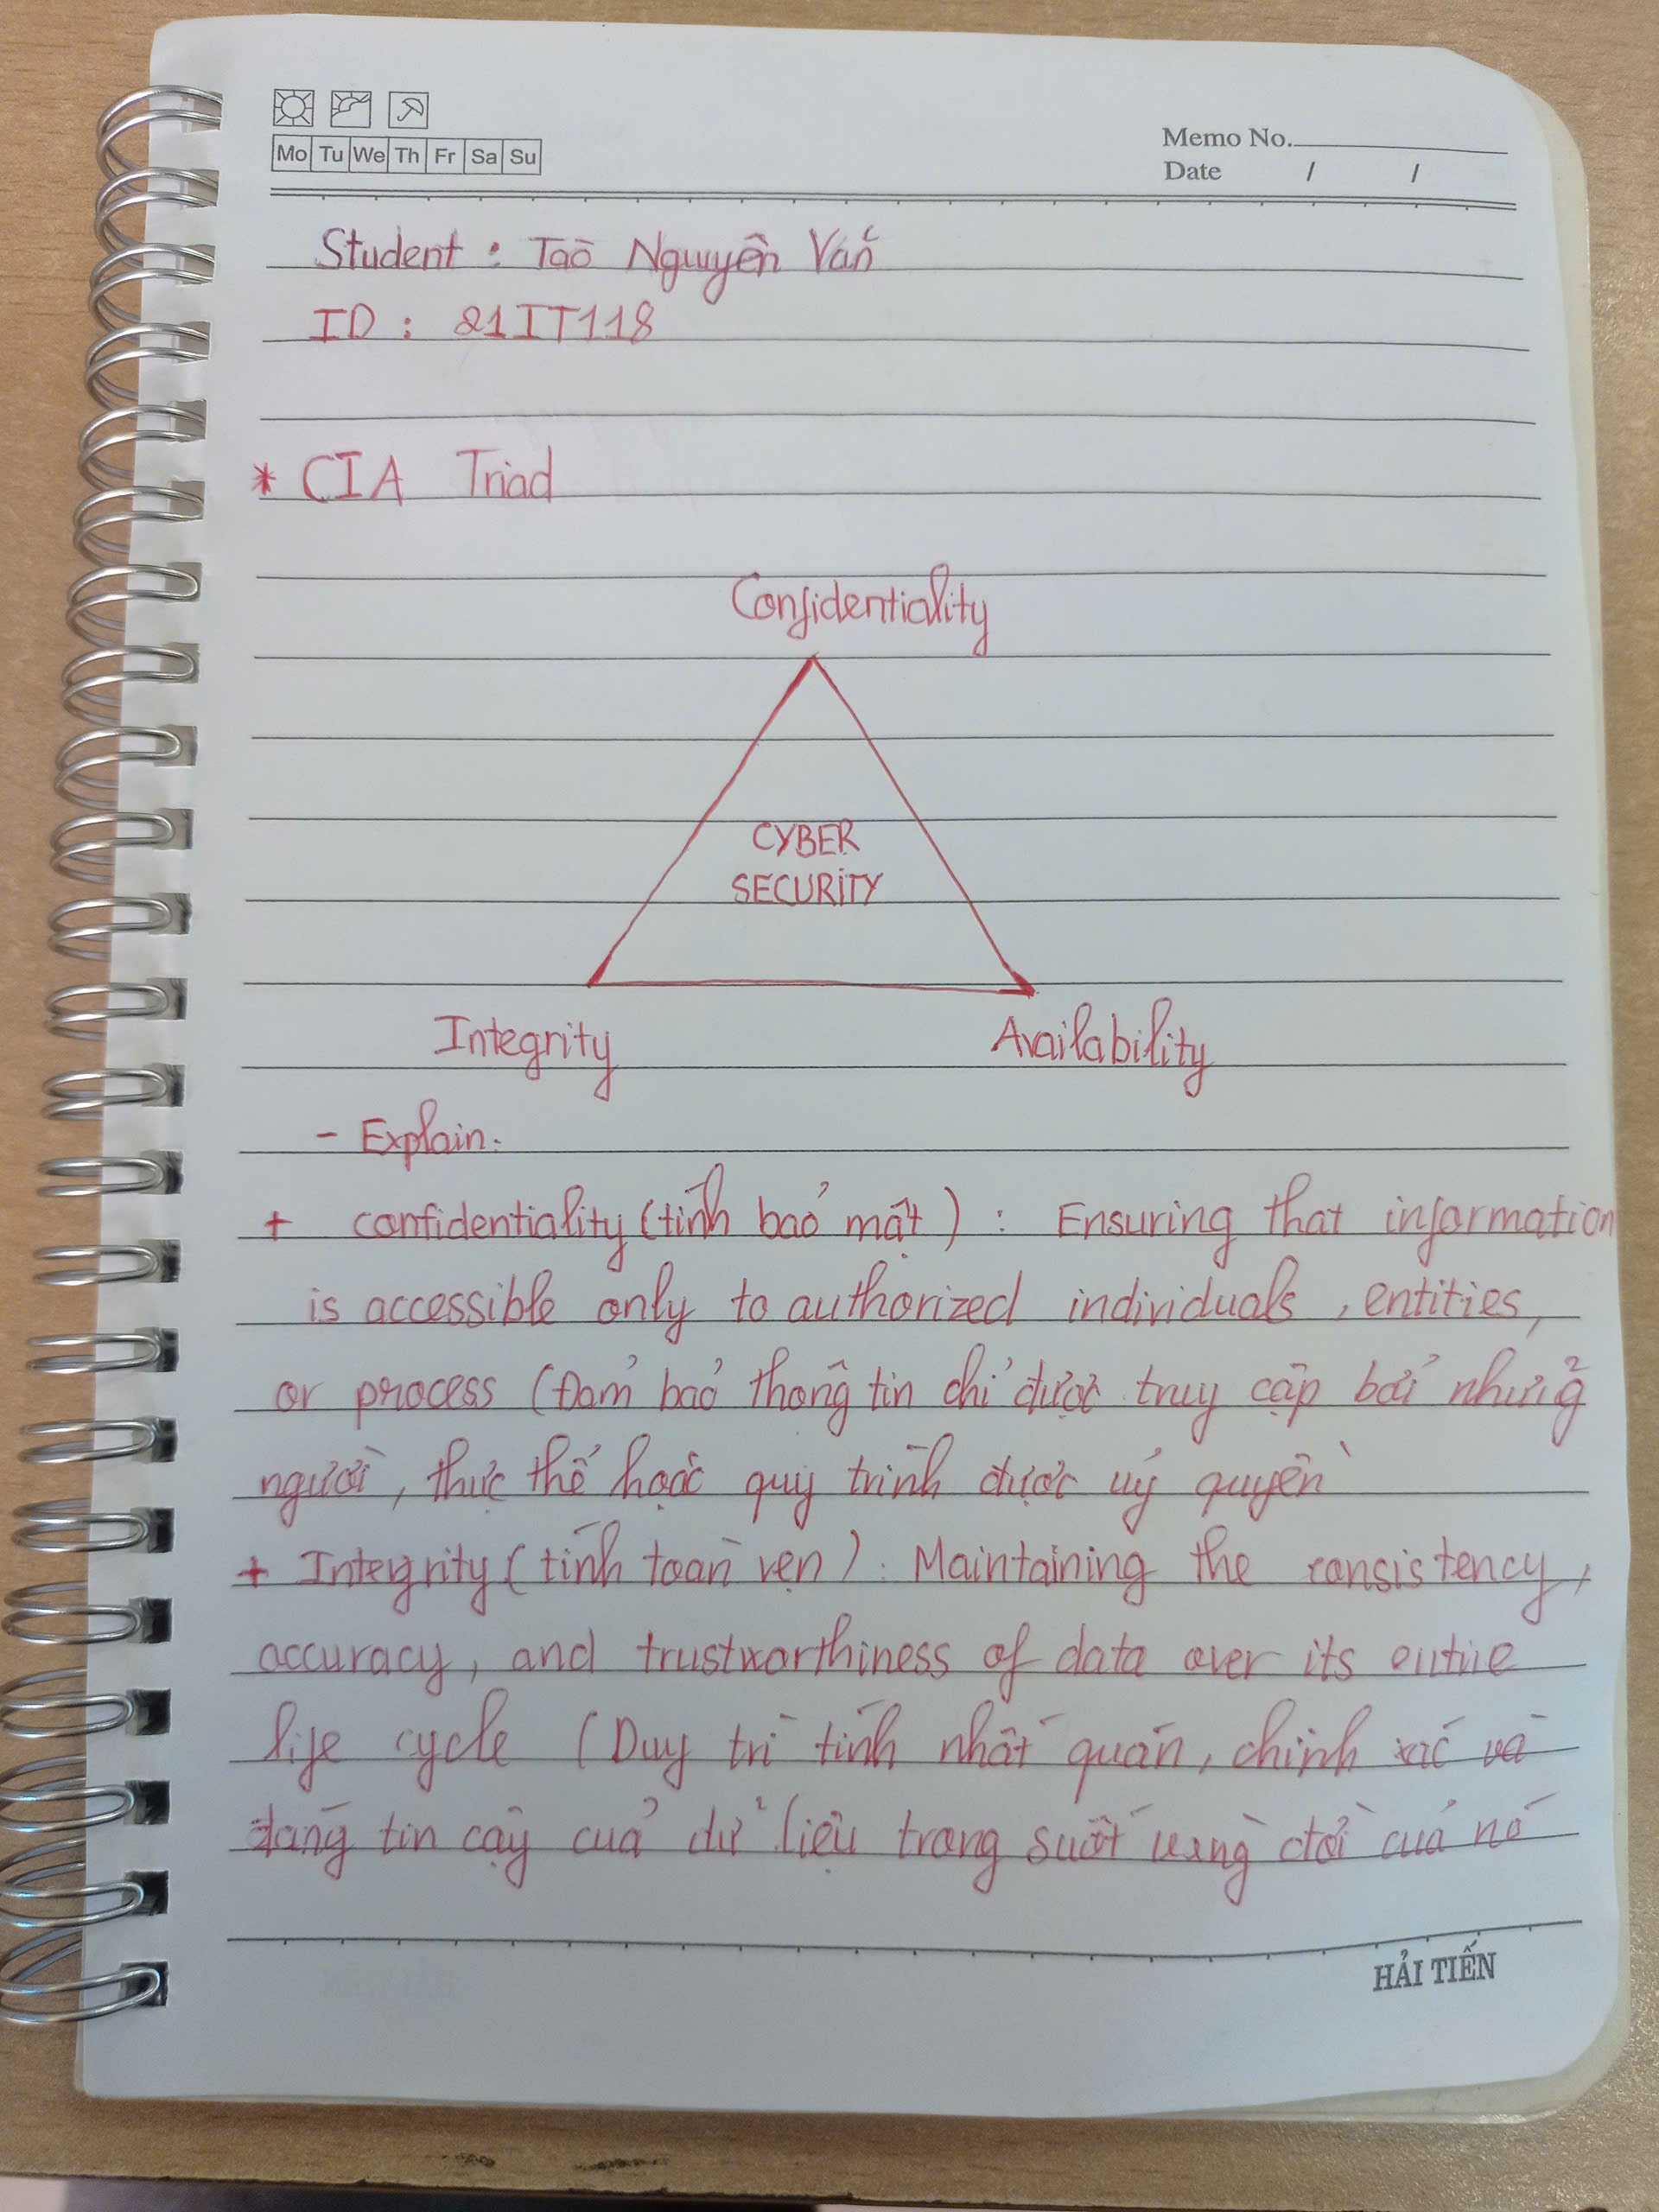 Mo Tu We Th Fr Sa Su
Memo No.
Date / /
Student : Taò Nguyên Vắn
ID : 21IT118
* CIA Triad
Confidentiality
CYBER
SECURITY
Integrity
Availability
- Explain:
+ confidentiality (tính bảo mật) : Ensuring that information
is accessible only to authorized individuals, entities,
or process (Đảm bảo thông tin chỉ được truy cập bởi những
người, thực thể hoặc quy trình được uỷ quyền
+ Integrity (tính toàn vẹn) : Maintaining the consistency,
accuracy, and trustworthiness of data over its entire
life cycle (Duy trì tính nhất quán, chính xác và
đáng tin cậy của dữ liệu trong suốt vòng đời của nó
HẢI TIẾN